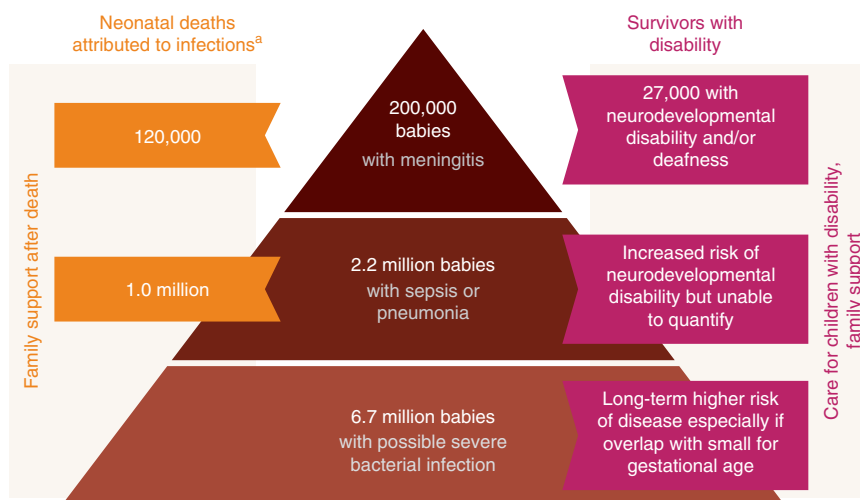 Neonatal deaths
attributed to infectionsa
Survivors with
disability
Family support after death
120,000
200,000
babies
with meningitis
27,000 with
neurodevelopmental
disability and/or
deafness
1.0 million
2.2 million babies
with sepsis or
pneumonia
Increased risk of
neurodevelopmental
disability but unable
to quantify
6.7 million babies
with possible severe
bacterial infection
Long-term higher risk
of disease especially if
overlap with small for
gestational age
Care for children with disability,
family support